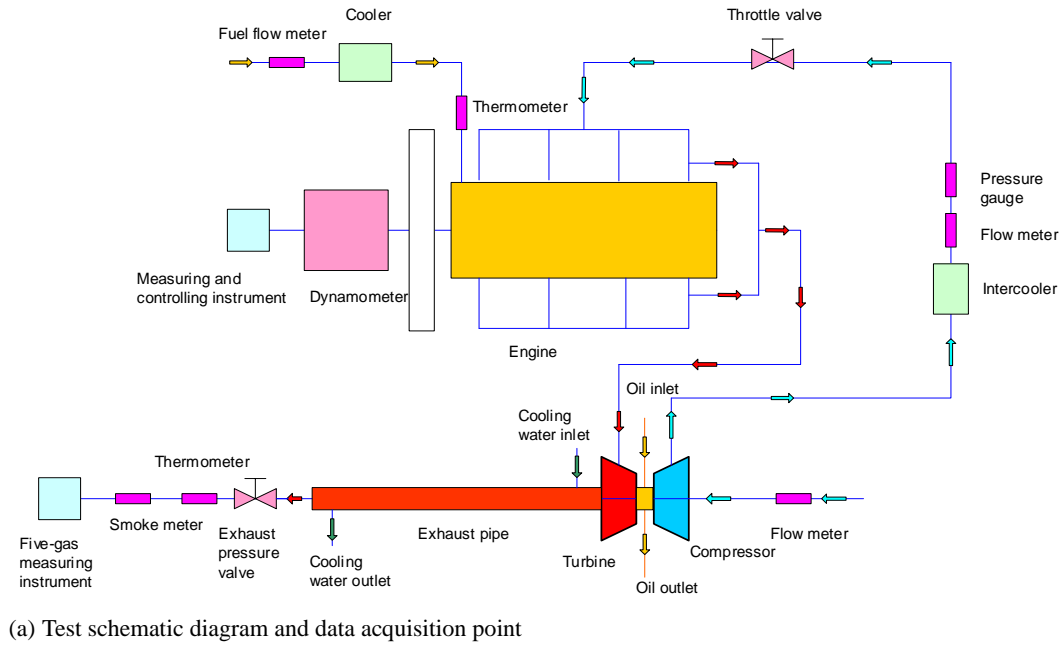 Cooler
Throttle valve
Fuel flow meter
Thermometer
Pressure
gauge
Flow meter
Measuring and
controlling instrument
Dynamometer
Intercooler
Engine
Oil inlet
Cooling
water inlet
Thermometer
Smoke meter
Exhaust
pressure
valve
Exhaust pipe
Flow meter
Five-gas
measuring
instrument
Cooling
water outlet
Turbine
Compressor
Oil outlet
(a) Test schematic diagram and data acquisition point